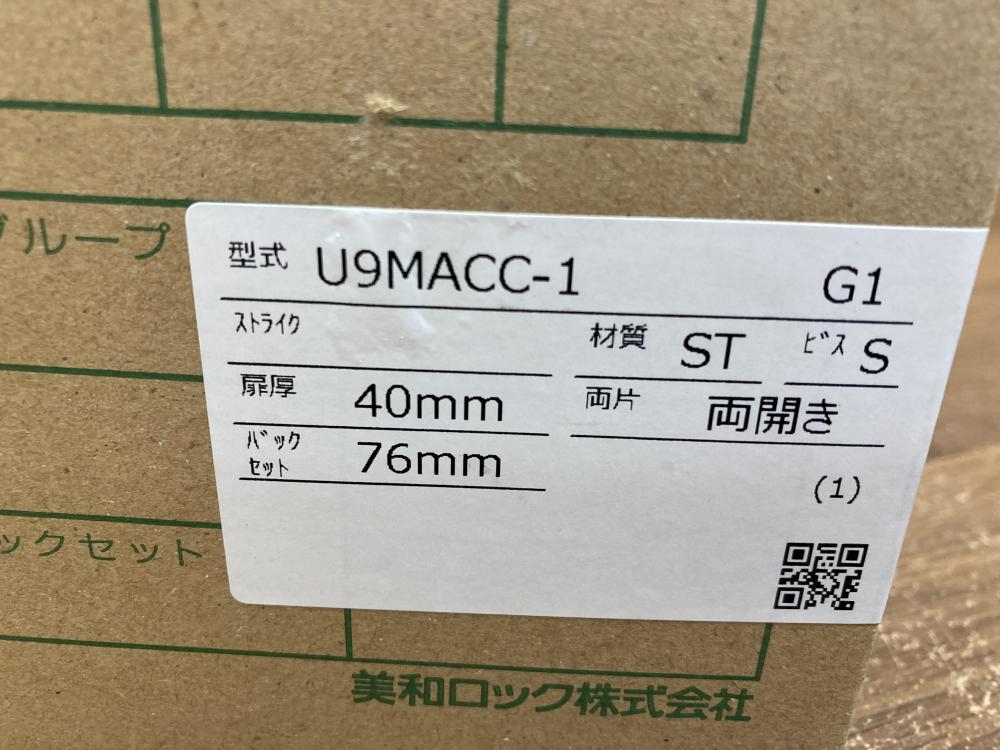 グループ
型式 U9MACC-1 G1
ｽﾄﾗｲｸ 材質 ST ﾋﾞｽ S
扉厚 40mm 両片 両開き
ﾊﾞｯｸ
ｾｯﾄ 76mm
(1)
ックセット
美和ロック株式会社